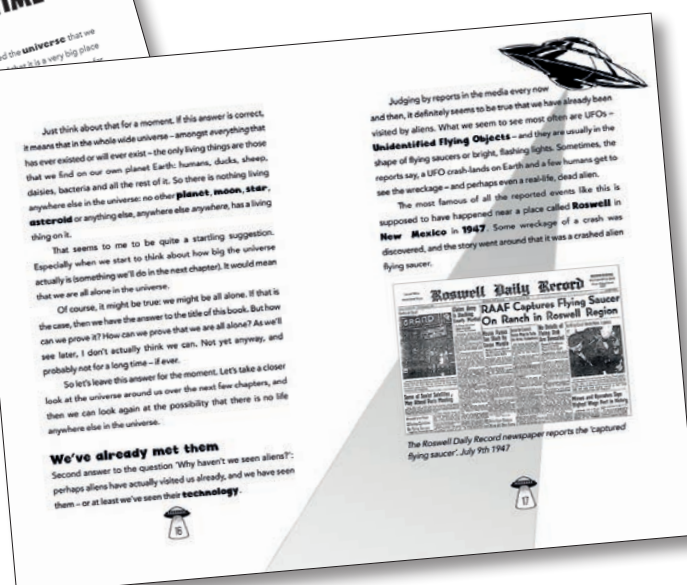 TIME
the universe that we
it is a very big place
Just think about that for a moment. If this answer is correct,
it means that in the whole wide universe – amongst everything that
has ever existed or will ever exist – the only living things are those
that we find on our own planet Earth: humans, ducks, sheep,
daisies, bacteria and all the rest of it. So there is nothing living
anywhere else in the universe: no other planet, moon, star,
asteroid or anything else, anywhere else anywhere, has a living
thing on it.
That seems to me to be quite a startling suggestion.
Especially when we start to think about how big the universe
actually is (something we'll do in the next chapter). It would mean
that we are all alone in the universe.
Of course, it might be true: we might be all alone. If that is
the case, then we have the answer to the title of this book. But how
can we prove it? How can we prove that we are all alone? As we'll
see later, I don't actually think we can. Not yet anyway, and
probably not for a long time – if ever.
So let's leave this answer for the moment. Let's take a closer
look at the universe around us over the next few chapters, and
then we can look again at the possibility that there is no life
anywhere else in the universe.
We've already met them
Second answer to the question 'Why haven't we seen aliens?':
perhaps aliens have actually visited us already, and we have seen
them – or at least we've seen their technology.
16
Judging by reports in the media every now
and then, it definitely seems to be true that we have already been
visited by aliens. What we seem to see most often are UFOs –
Unidentified Flying Objects – and they are usually in the
shape of flying saucers or bright, flashing lights. Sometimes, the
reports say, a UFO crash-lands on Earth and a few humans get to
see the wreckage – and perhaps even a real-life, dead alien.
The most famous of all the reported events like this is
supposed to have happened near a place called Roswell in
New Mexico in 1947. Some wreckage of a crash was
discovered, and the story went around that it was a crashed alien
flying saucer.
Roswell Daily Record
RAAF Captures Flying Saucer
On Ranch in Roswell Region
The Roswell Daily Record newspaper reports the 'captured
flying saucer'. July 9th 1947
17